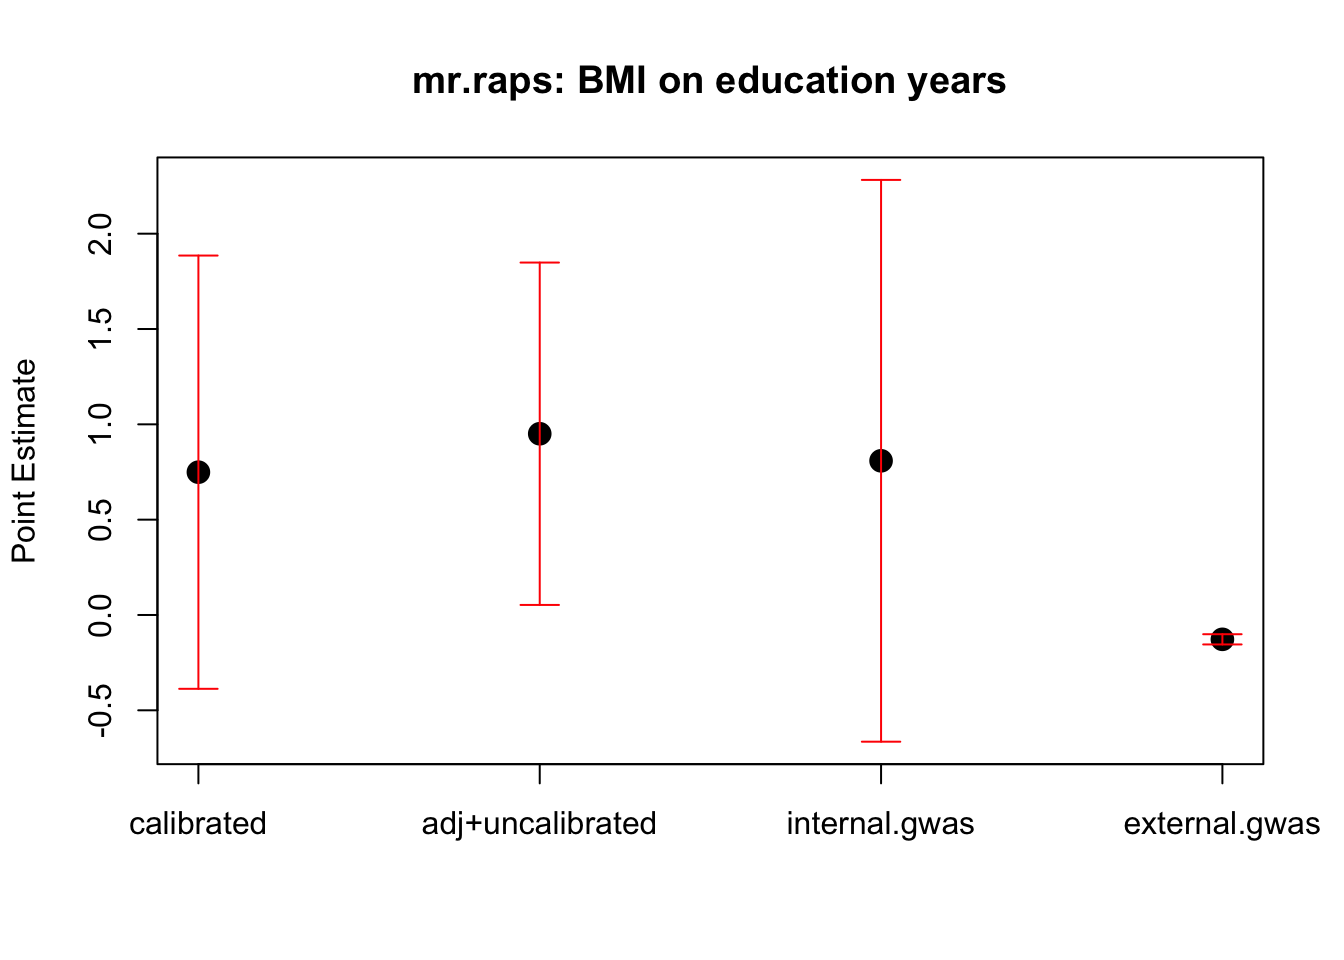 mr.raps: BMI on education years
Point Estimate
2.0
1.5
1.0
0.5
0.0
-0.5
calibrated adj+uncalibrated internal.gwas external.gwas